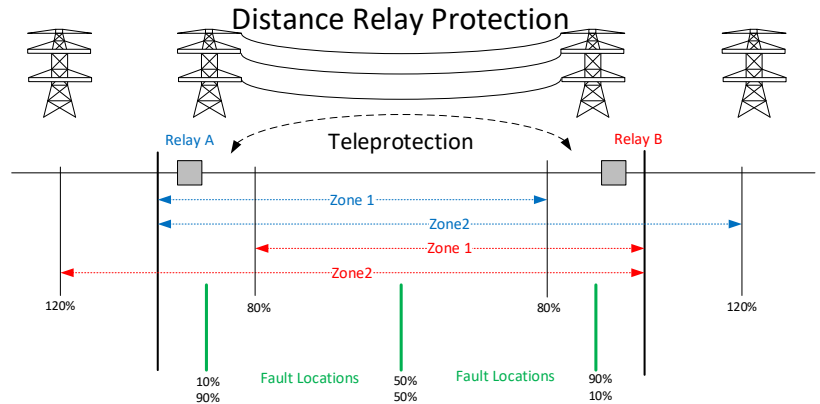 Distance Relay Protection
Relay A
Teleprotection
Relay B
Zone 1
Zone2
Zone 1
Zone2
120%
80%
80%
120%
Fault Locations
Fault Locations
10%
50%
90%
90%
50%
10%